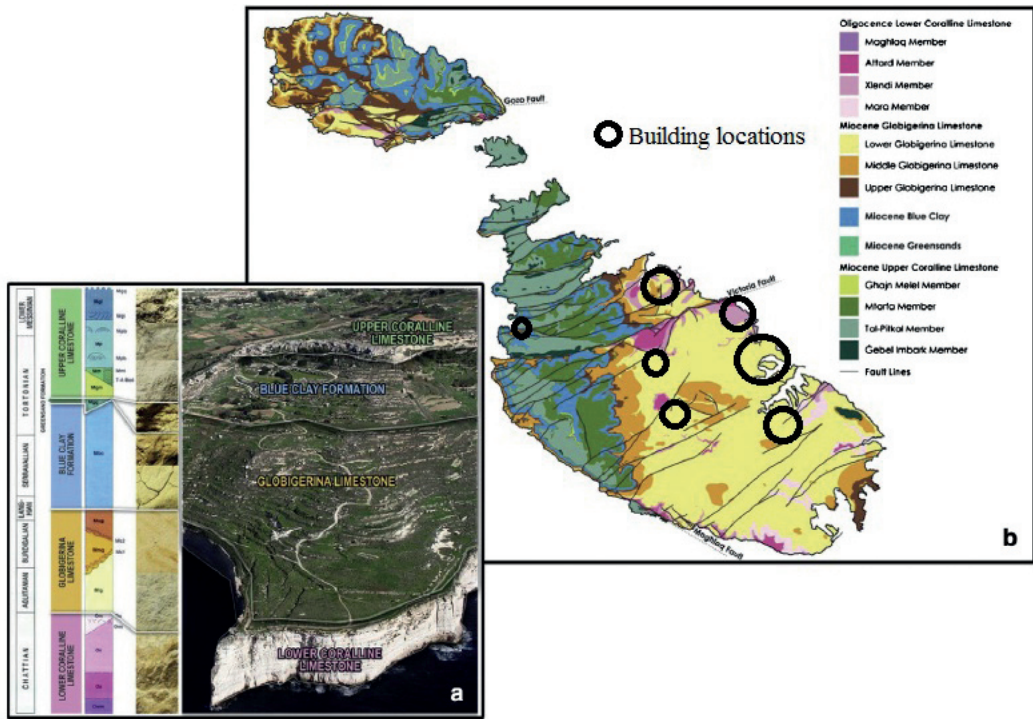 Oligocence Lower Coralline Limestone
Maghlaq Member
Attard Member
Xlendi Member
Mara Member
Miocene Globigerina Limestone
Lower Globigerina Limestone
Middle Globigerina Limestone
Upper Globigerina Limestone
Miocene Blue Clay
Miocene Greensands
Miocene Upper Coralline Limestone
Ghajn Melel Member
Mtarfa Member
Tal-Pitkal Member
Gebel Imbark Member
Fault Lines
Gozo Fault
Building locations
Victoria Fault
Maghlaq Fault
b
LOWER MESSINIAN
TORTONIAN
SERRAVALLIAN
LANG-HIAN
BURDIGALIAN
AQUITANIAN
CHATTIAN
UPPER CORALLINE
LIMESTONE
GREENSAND FORMATION
BLUE CLAY
FORMATION
GLOBIGERINA
LIMESTONE
LOWER CORALLINE
LIMESTONE
UPPER CORALLINE
LIMESTONE
BLUE CLAY FORMATION
GLOBIGERINA LIMESTONE
LOWER CORALLINE
LIMESTONE
a